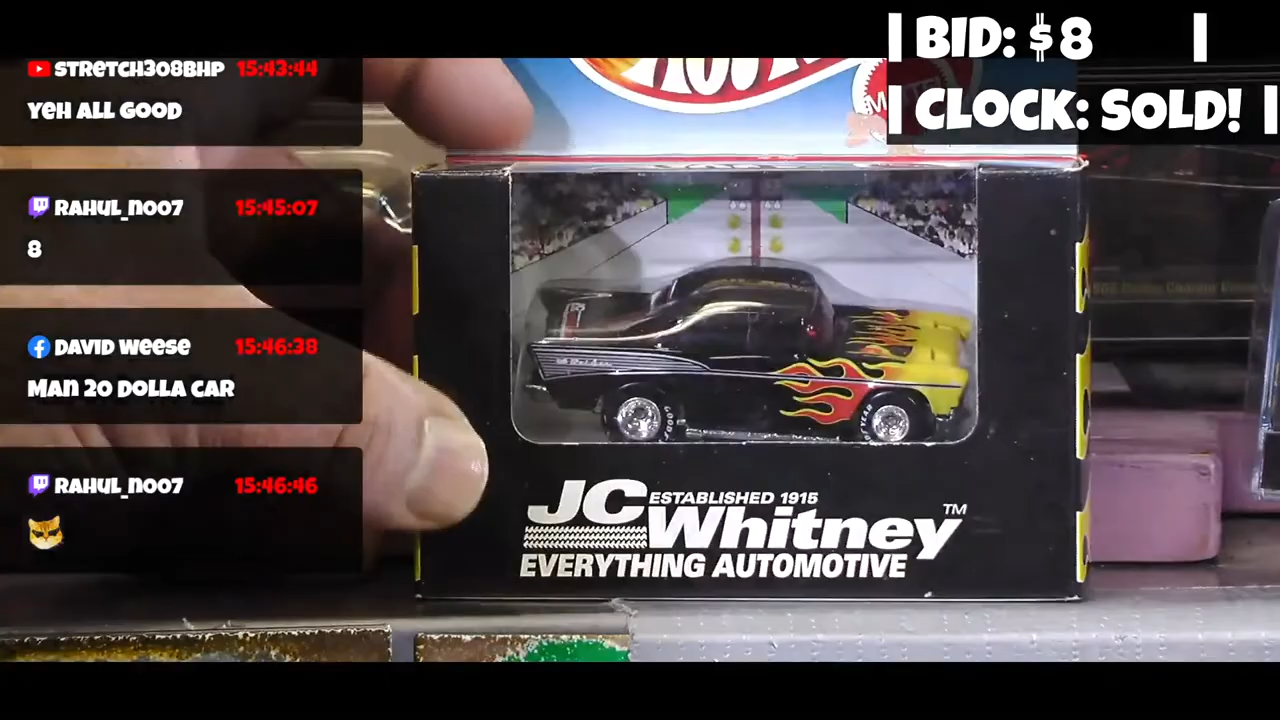 STRETCH308BHP 15:43:44
YEH ALL GOOD
RAHUL_N007 15:45:07
8
DAVID WEESE 15:46:38
MAN 20 DOLLA CAR
RAHUL_N007 15:46:46
| BID: $8 |
| CLOCK: SOLD! |
JC ESTABLISHED 1915
Whitney™
EVERYTHING AUTOMOTIVE